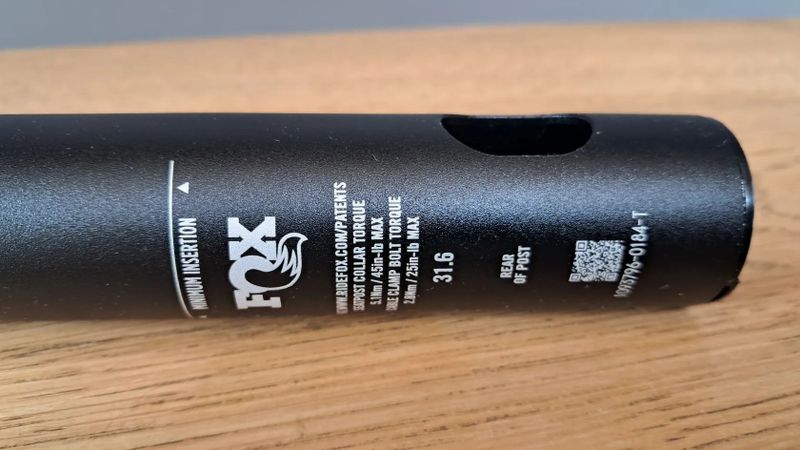 MINIMUM INSERTION
FOX
WWW.RIDEFOX.COM/PATENTS
SEATPOST COLLAR TORQUE
5.1Nm / 45in-lb MAX
CABLE CLAMP BOLT TORQUE
2.8Nm / 25in-lb MAX
31.6
REAR
OF POST